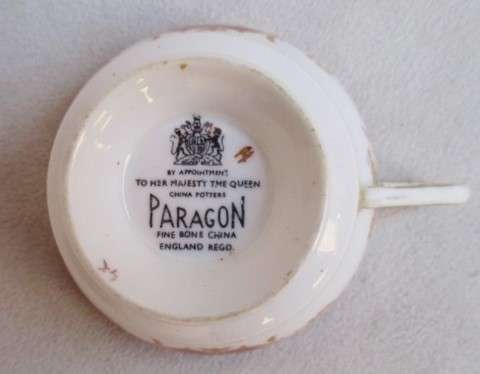 BY APPOINTMENT
TO HER MAJESTY THE QUEEN
CHINA POTTERS
PARAGON
FINE BONE CHINA
ENGLAND REGD.